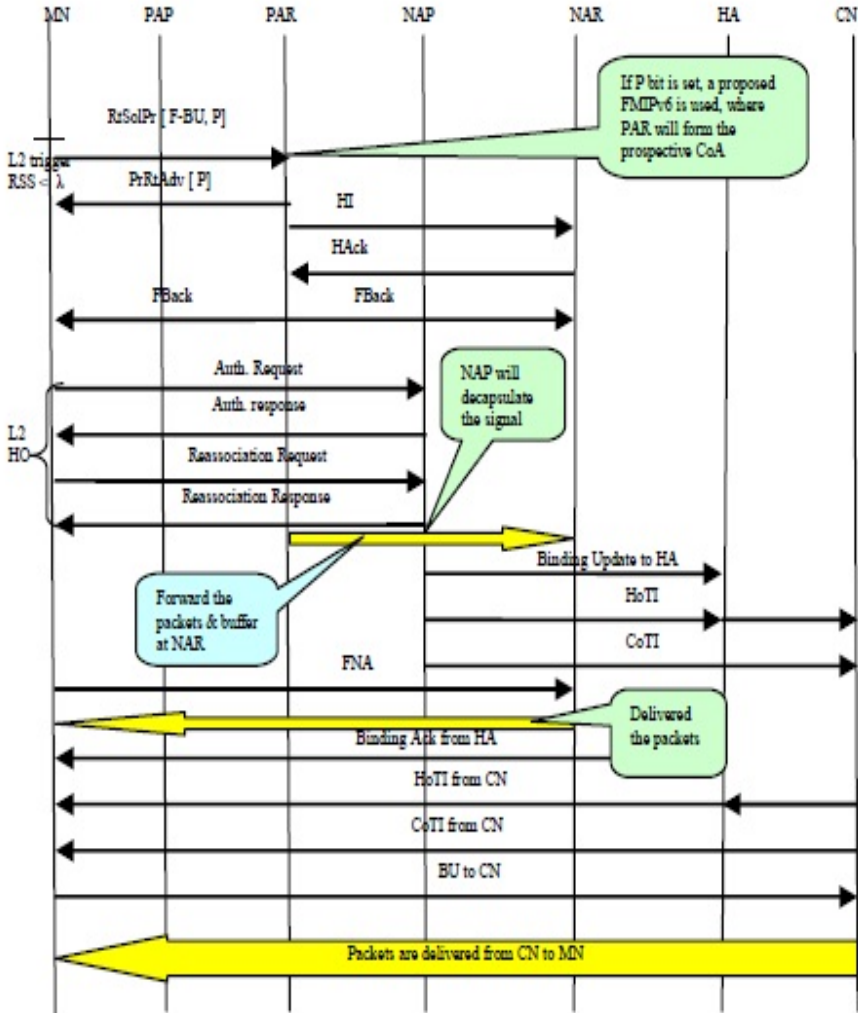 MN PAP PAR NAP NAR HA CN
If P bit is set, a proposed
FMIPv6 is used, where
PAR will form the
prospective CoA
RtSolPr [ F-BU, P]
L2 trigger
RSS < λ
PrRtAdv [ P]
HI
HAck
FBack FBack
Auth. Request
NAP will
decapsulate
the signal
Auth. response
L2
HO
Reassociation Request
Reassociation Response
Binding Update to HA
Forward the
packets & buffer
at NAR
HoTI
CoTI
FNA
Delivered
the packets
Binding Ack from HA
HoTI from CN
CoTI from CN
BU to CN
Packets are delivered from CN to MN